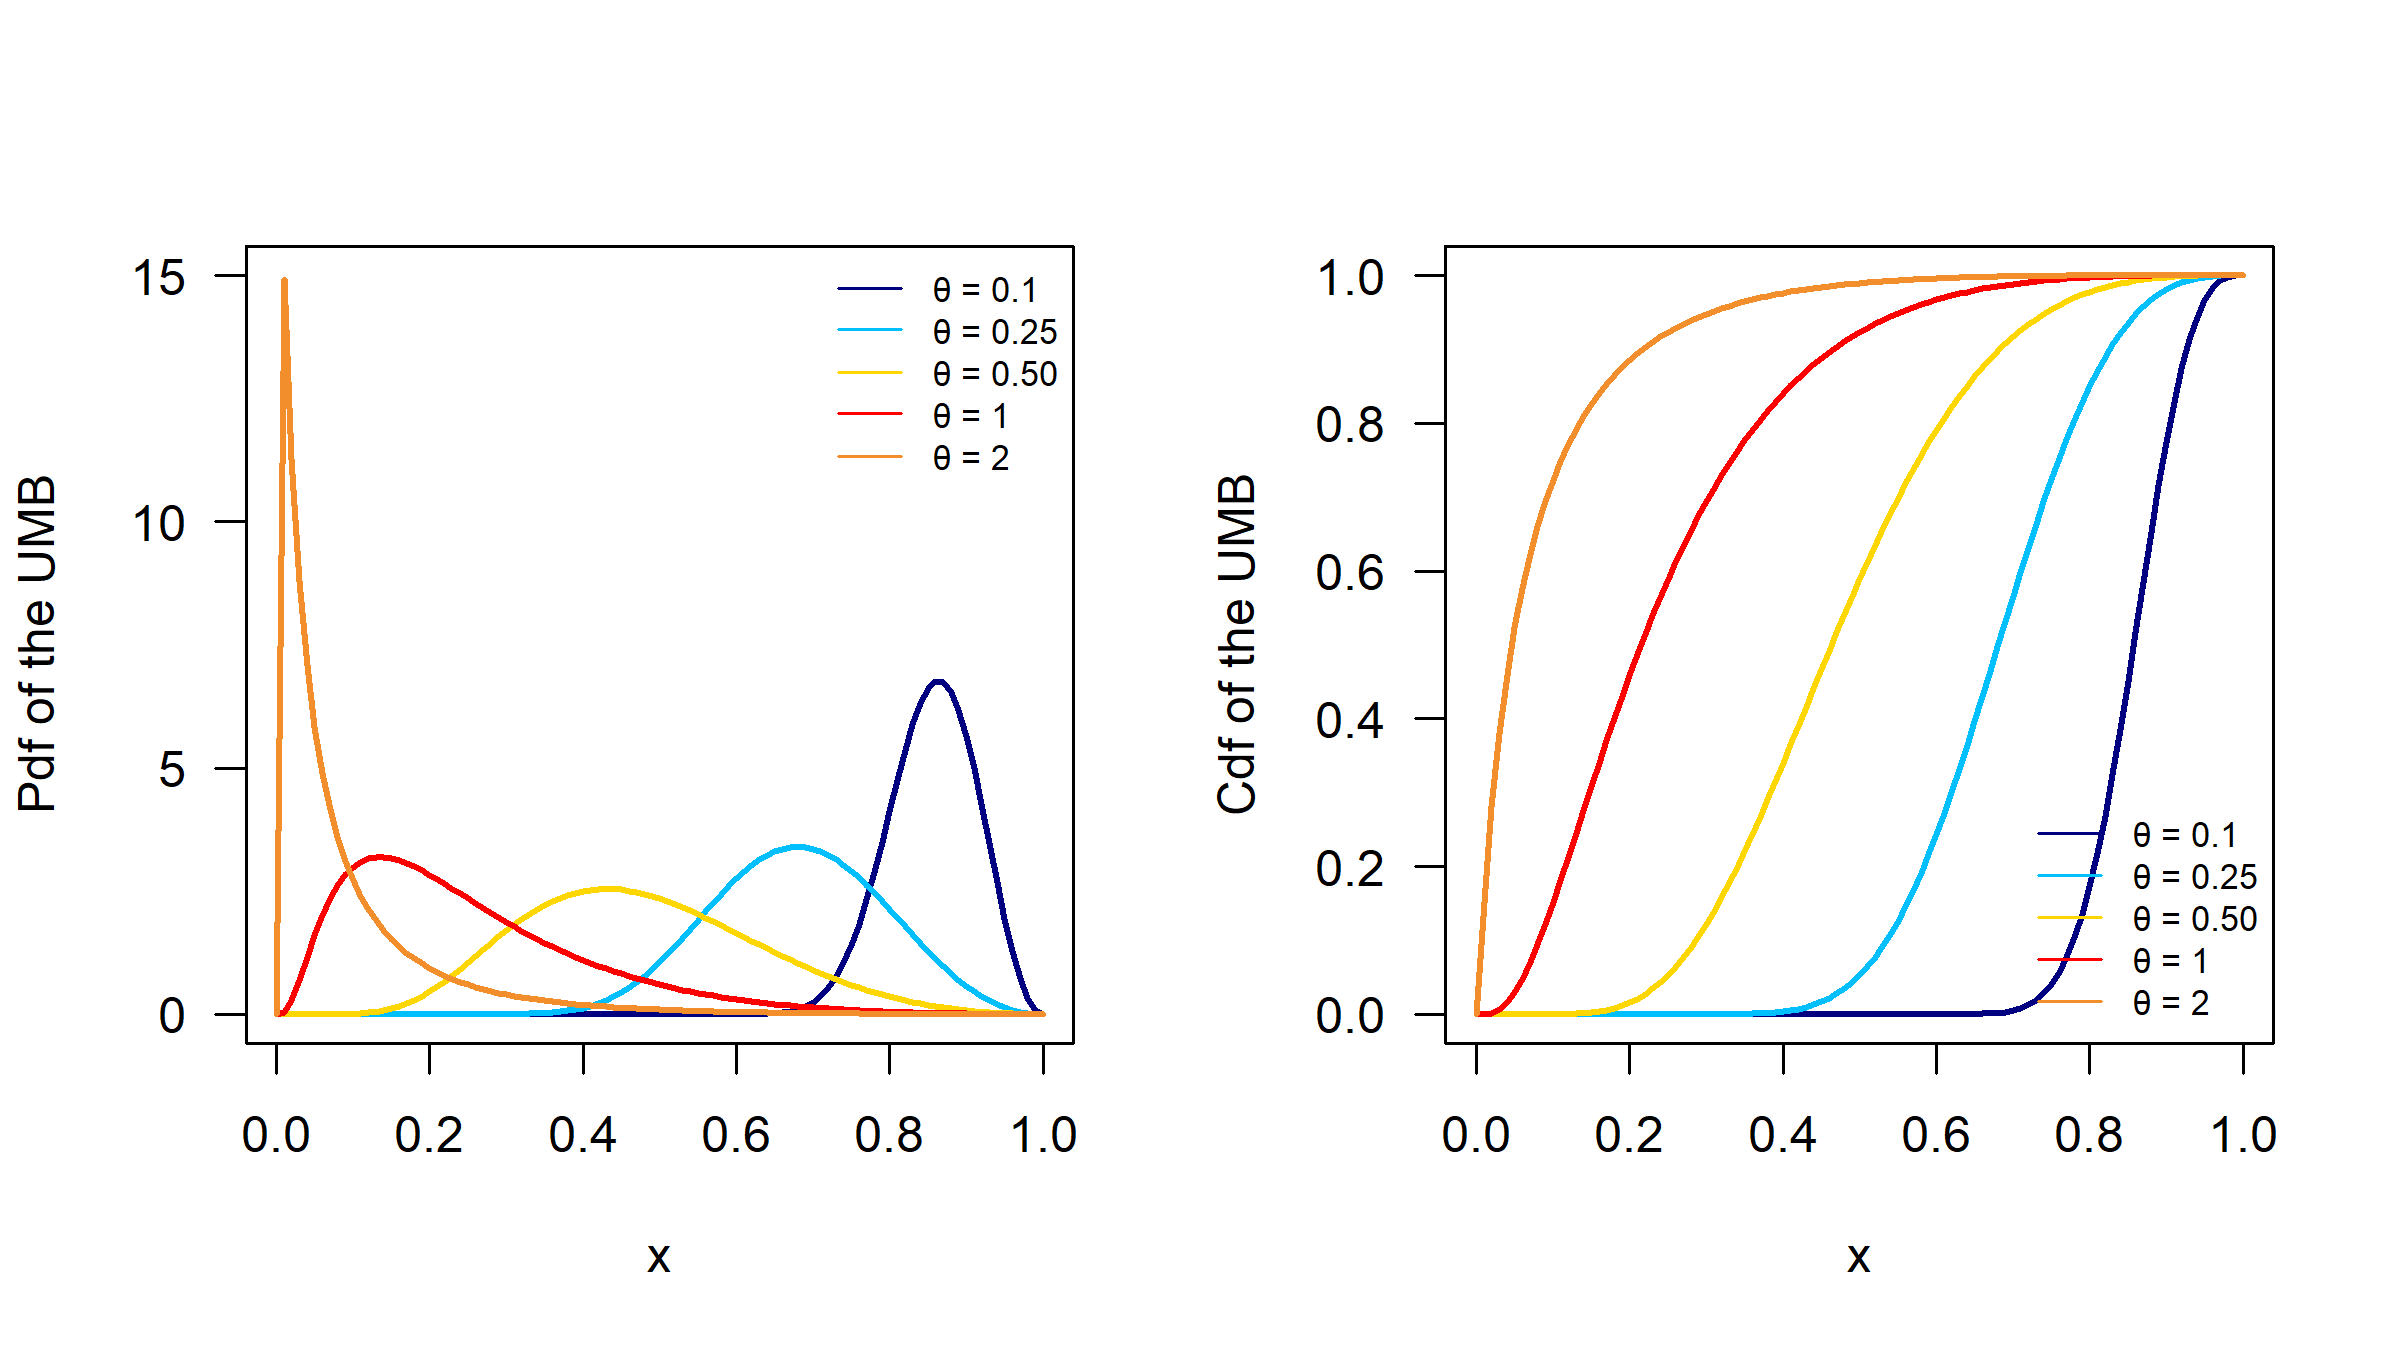 Pdf of the UMB
15
10
5
0
0.0 0.2 0.4 0.6 0.8 1.0
x
θ = 0.1
θ = 0.25
θ = 0.50
θ = 1
θ = 2
Cdf of the UMB
1.0
0.8
0.6
0.4
0.2
0.0
0.0 0.2 0.4 0.6 0.8 1.0
x
θ = 0.1
θ = 0.25
θ = 0.50
θ = 1
θ = 2